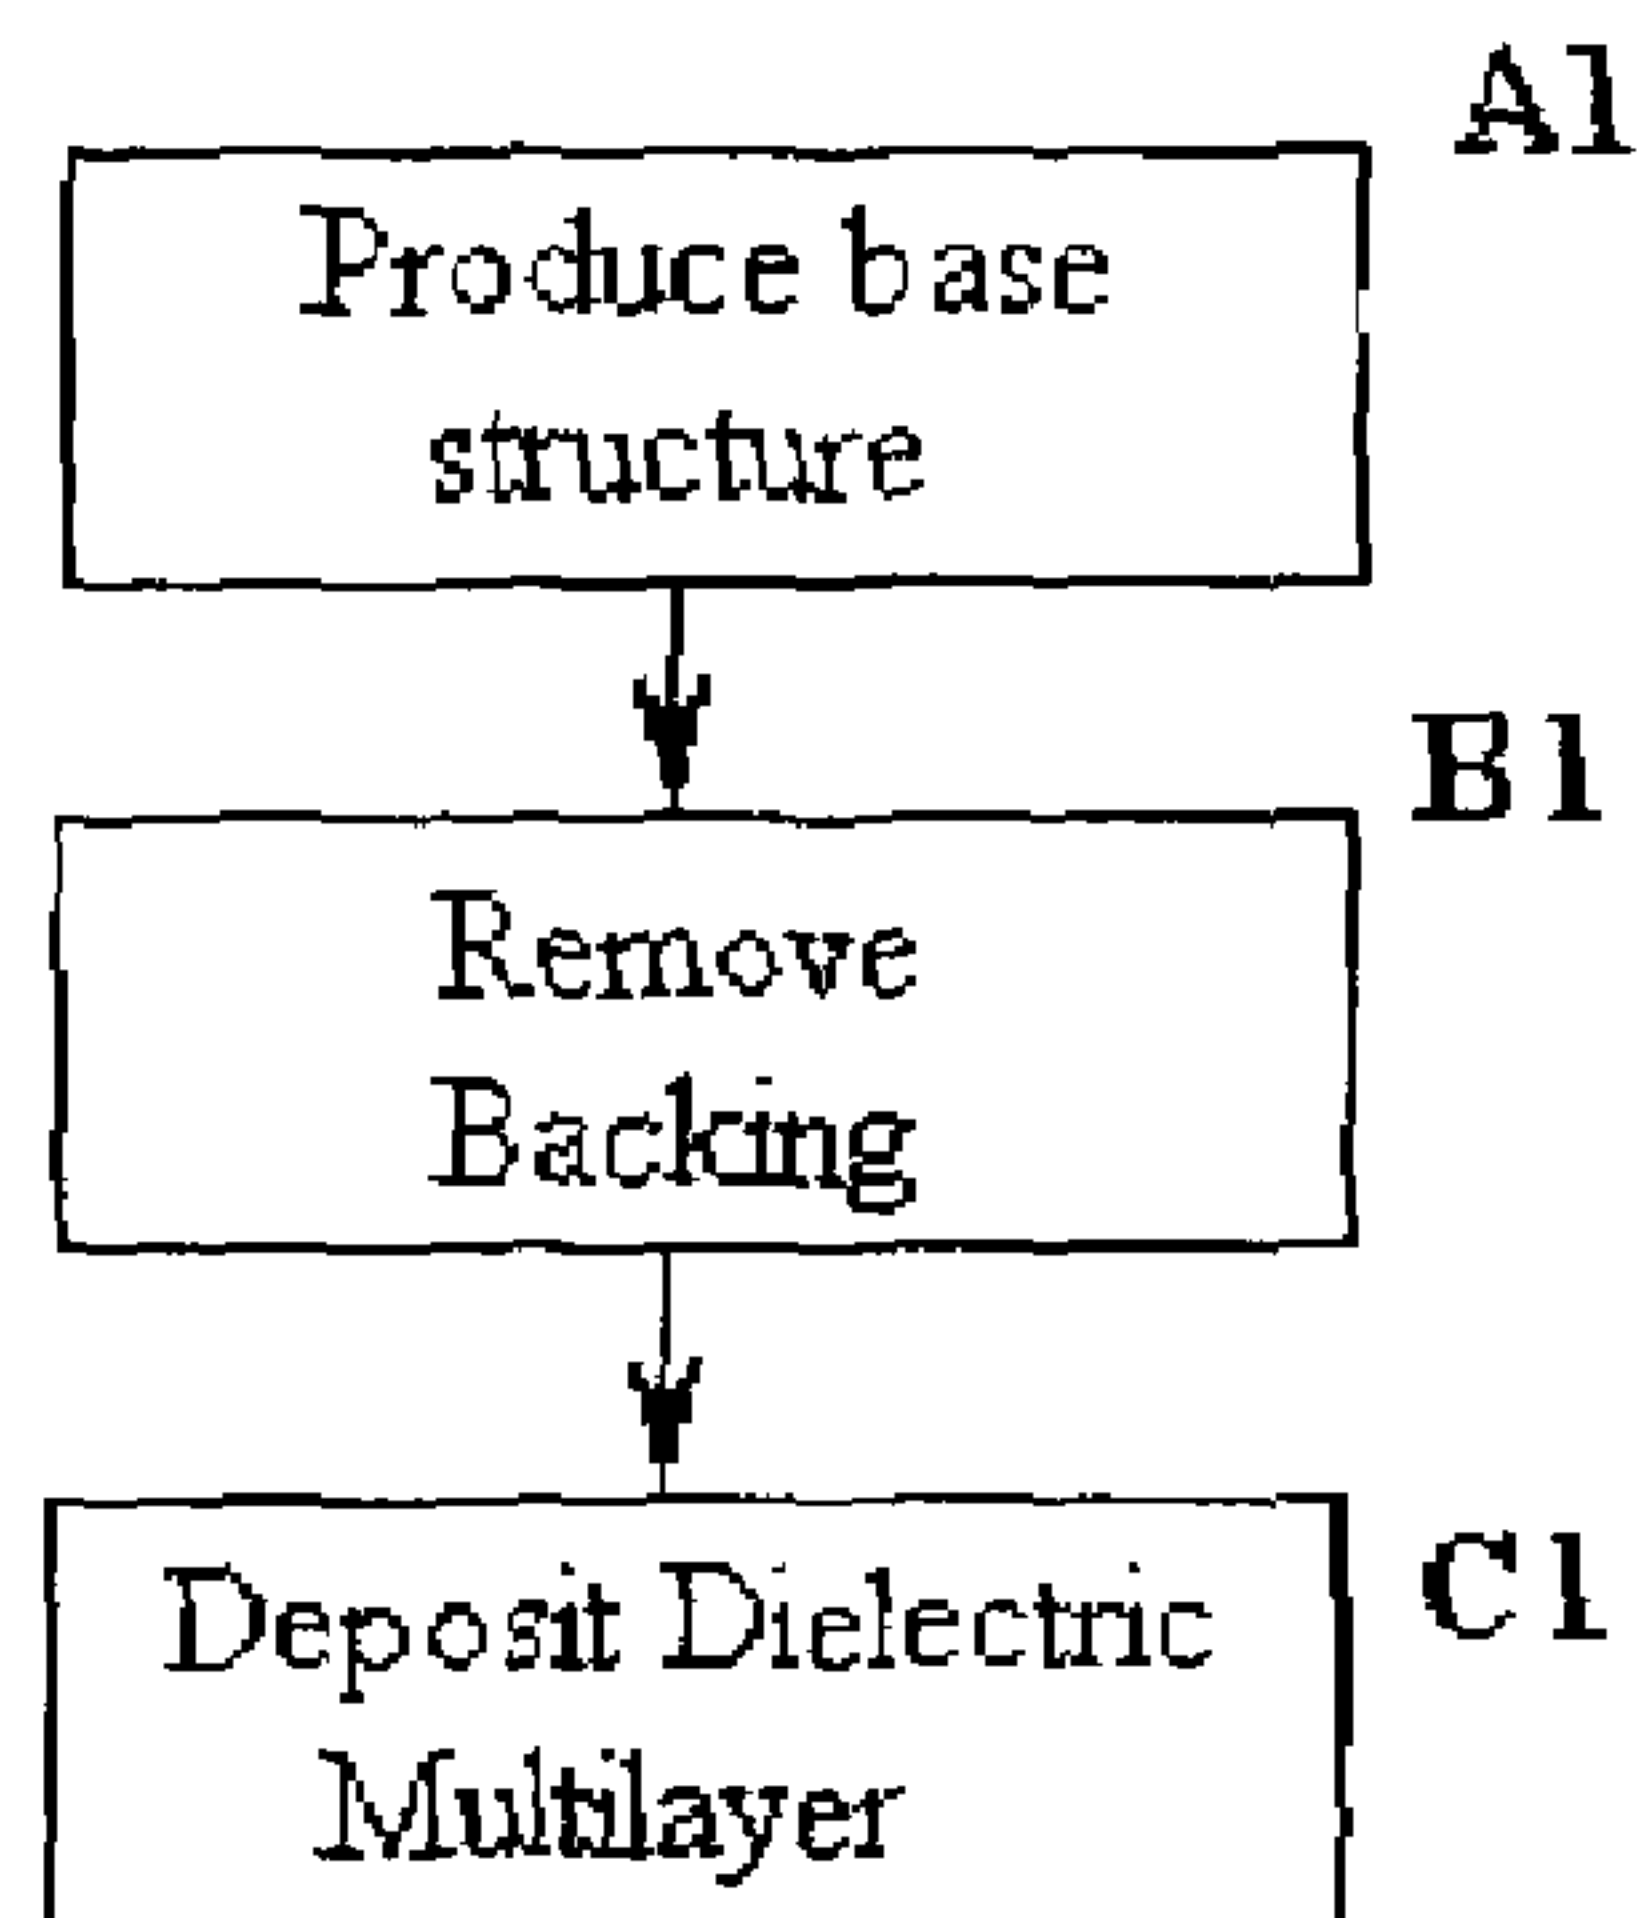 A1
Produce base
structure
B1
Remove
Backing
C1
Deposit Dielectric
Multilayer